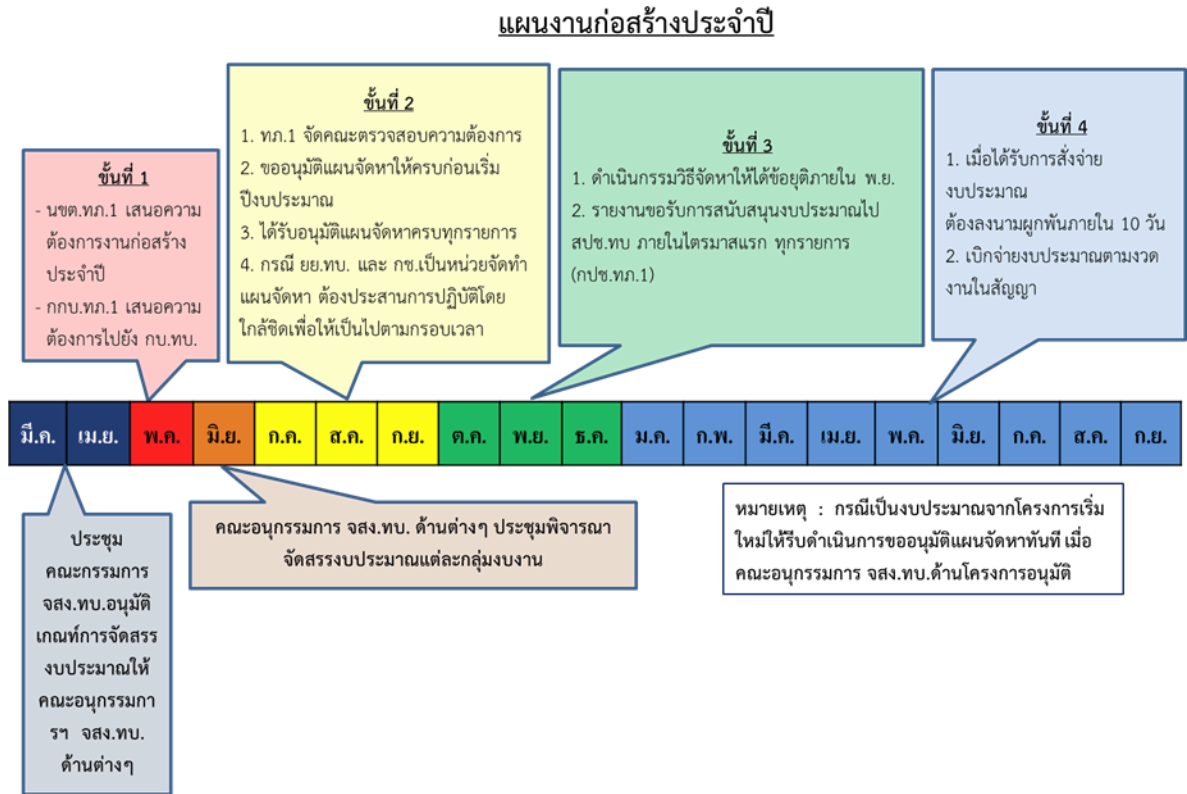 แผนงานก่อสร้างประจำปี
ขั้นที่ 1
- นขต.ทภ.1 เสนอความ
ต้องการงานก่อสร้าง
ประจำปี
- กกบ.ทภ.1 เสนอความ
ต้องการไปยัง กบ.ทบ.
ขั้นที่ 2
1. ทภ.1 จัดคณะตรวจสอบความต้องการ
2. ขออนุมัติแผนจัดหาให้ครบก่อนเริ่ม
ปีงบประมาณ
3. ได้รับอนุมัติแผนจัดหาครบทุกรายการ
4. กรณี ยย.ทบ. และ กช.เป็นหน่วยจัดทำ
แผนจัดหา ต้องประสานการปฏิบัติโดย
ใกล้ชิดเพื่อให้เป็นไปตามกรอบเวลา
ขั้นที่ 3
1. ดำเนินกรรมวิธีจัดหาให้ได้ข้อยุติภายใน พ.ย.
2. รายงานขอรับการสนับสนุนงบประมาณไป
สปช.ทบ ภายในไตรมาสแรก ทุกรายการ
(กปช.ทภ.1)
ขั้นที่ 4
1. เมื่อได้รับการสั่งจ่าย
งบประมาณ
ต้องลงนามผูกพันภายใน 10 วัน
2. เบิกจ่ายงบประมาณตามงวด
งานในสัญญา
มี.ค. เม.ย. พ.ค. มิ.ย. ก.ค. ส.ค. ก.ย. ต.ค. พ.ย. ธ.ค. ม.ค. ก.พ. มี.ค. เม.ย. พ.ค. มิ.ย. ก.ค. ส.ค. ก.ย.
ประชุม
คณะกรรมการ
จสง.ทบ.อนุมัติ
เกณท์การจัดสรร
งบประมาณให้
คณะอนุกรรมกา
รฯ จสง.ทบ.
ด้านต่างๆ
คณะอนุกรรมการ จสง.ทบ. ด้านต่างๆ ประชุมพิจารณา
จัดสรรงบประมาณแต่ละกลุ่มงบงาน
หมายเหตุ : กรณีเป็นงบประมาณจากโครงการเริ่ม
ใหม่ให้รีบดำเนินการขออนุมัติแผนจัดหาทันที เมื่อ
คณะอนุกรรมการ จสง.ทบ.ด้านโครงการอนุมัติ